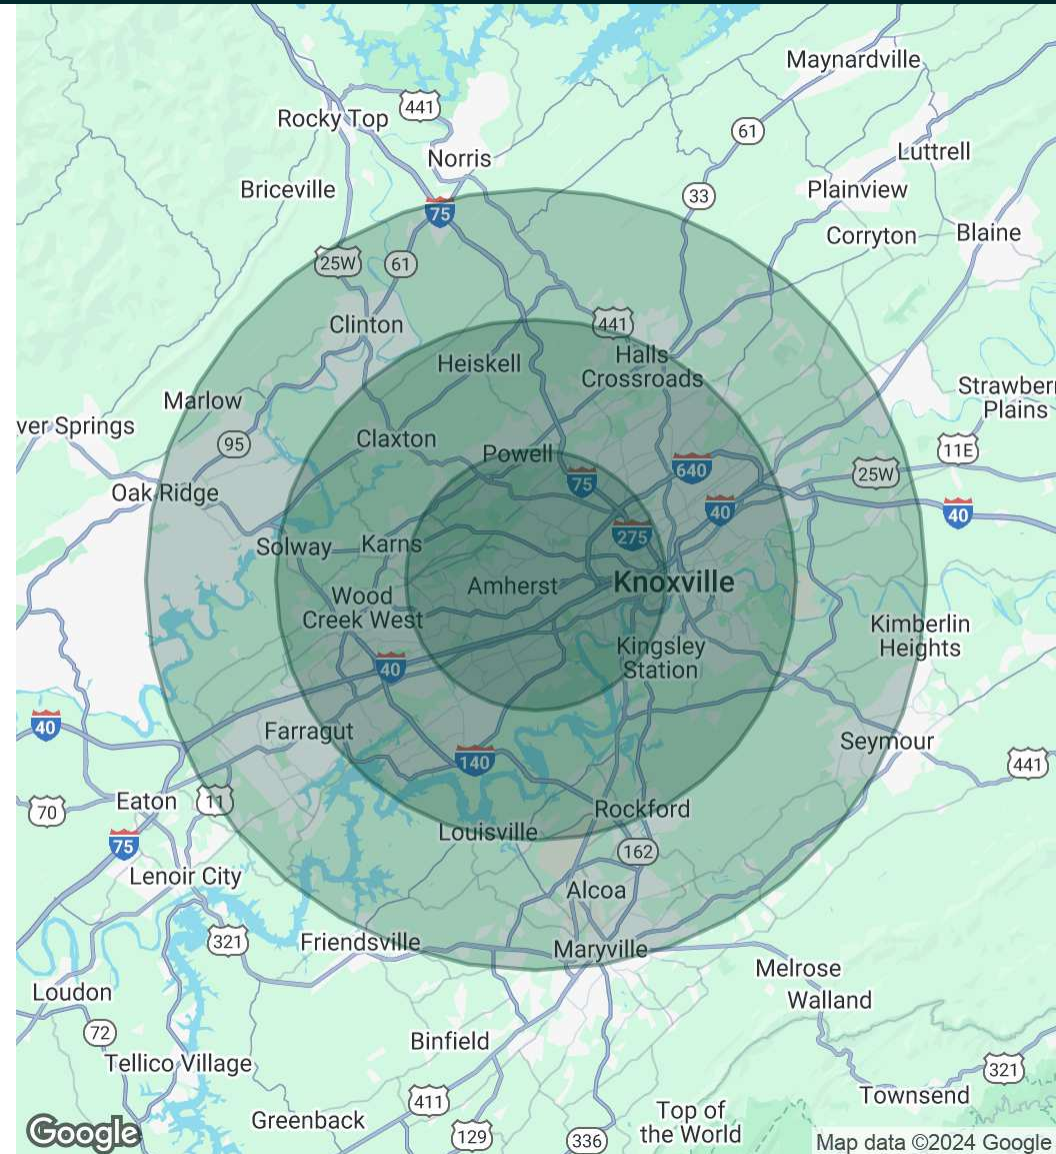 Maynardville
441
Rocky Top
61
Norris
Luttrell
Briceville
Plainview
33
75
Corryton
Blaine
25W
61
Clinton
441
Heiskell
Halls
Crossroads
Marlow
Strawberr
Plains
ver Springs
95
Claxton
Powell
11E
640
25W
75
Oak Ridge
40
40
275
Solway
Karns
Amherst
Knoxville
Wood
Creek West
Kimberlin
Heights
Kingsley
Station
40
40
Farragut
Seymour
140
441
Eaton
11
70
Rockford
Louisville
75
162
Lenoir City
Alcoa
321
Friendsville
Maryville
Melrose
Loudon
Walland
72
Binfield
Tellico Village
321
411
Townsend
Greenback
Top of
the World
Google
129
336
Map data ©2024 Google